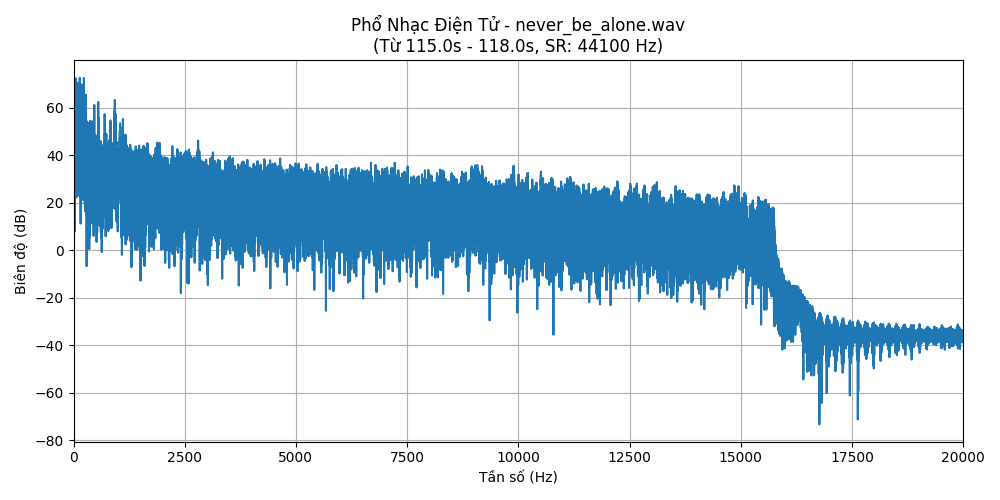 Phổ Nhạc Điện Tử - never_be_alone.wav
(Từ 115.0s - 118.0s, SR: 44100 Hz)
Biên độ (dB)
60
40
20
0
−20
−40
−60
−80
0 2500 5000 7500 10000 12500 15000 17500 20000
Tần số (Hz)